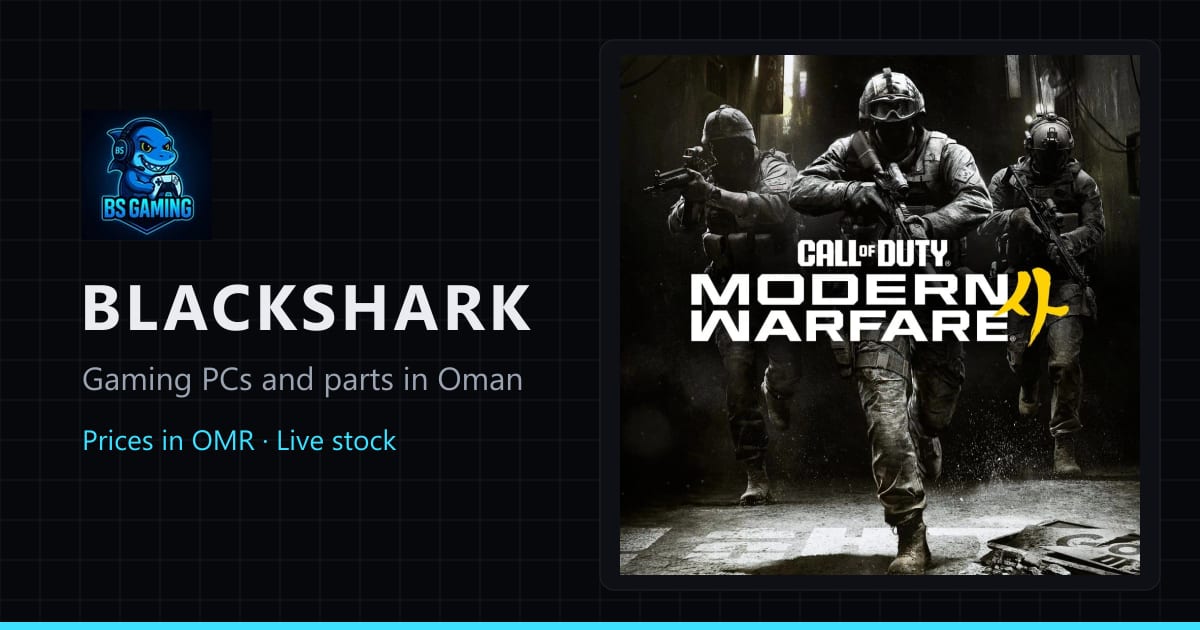 BS
BS GAMING
BLACKSHARK
Gaming PCs and parts in Oman
Prices in OMR · Live stock
CALL OF DUTY®
MODERN
WARFARE® 사